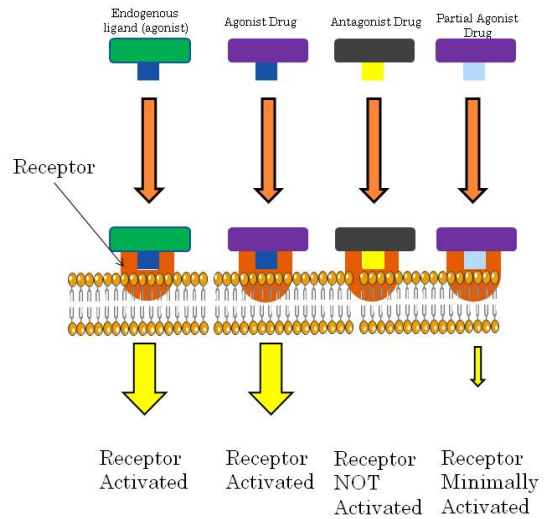 Endogenous
ligand (agonist)
Agonist Drug
Antagonist Drug
Partial Agonist
Drug
Receptor
Receptor
Activated
Receptor
Activated
Receptor
NOT
Activated
Receptor
Minimally
Activated